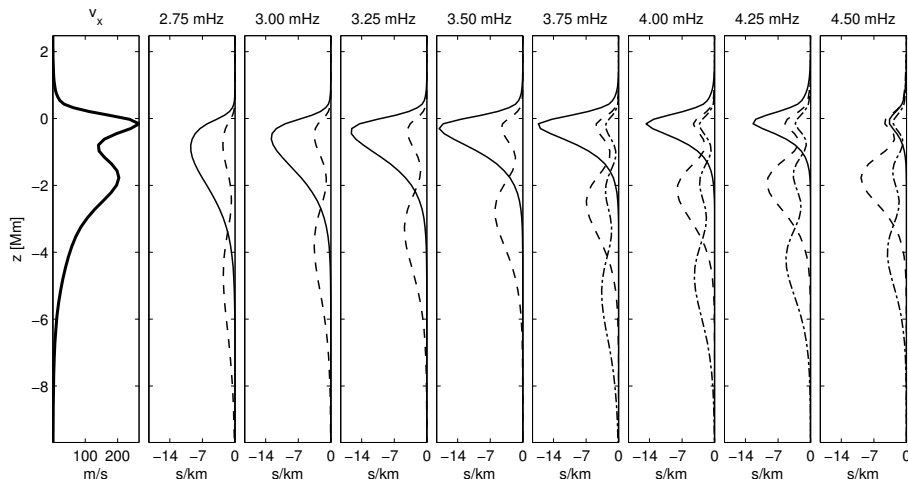 v_x 2.75 mHz 3.00 mHz 3.25 mHz 3.50 mHz 3.75 mHz 4.00 mHz 4.25 mHz 4.50 mHz
2
0
−2
z [Mm]
−4
−6
−8
100 200 −14 −7 0 −14 −7 0 −14 −7 0 −14 −7 0 −14 −7 0 −14 −7 0 −14 −7 0 −14 −7 0
m/s s/km s/km s/km s/km s/km s/km s/km s/km